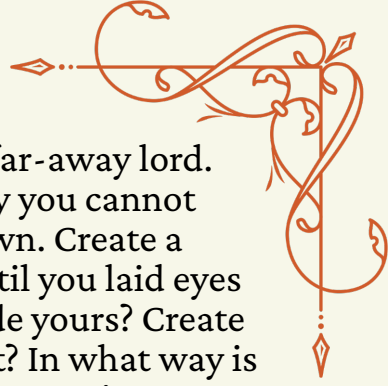 far-away lord.
y you cannot
wn. Create a
til you laid eyes
de yours? Create
t? In what way is